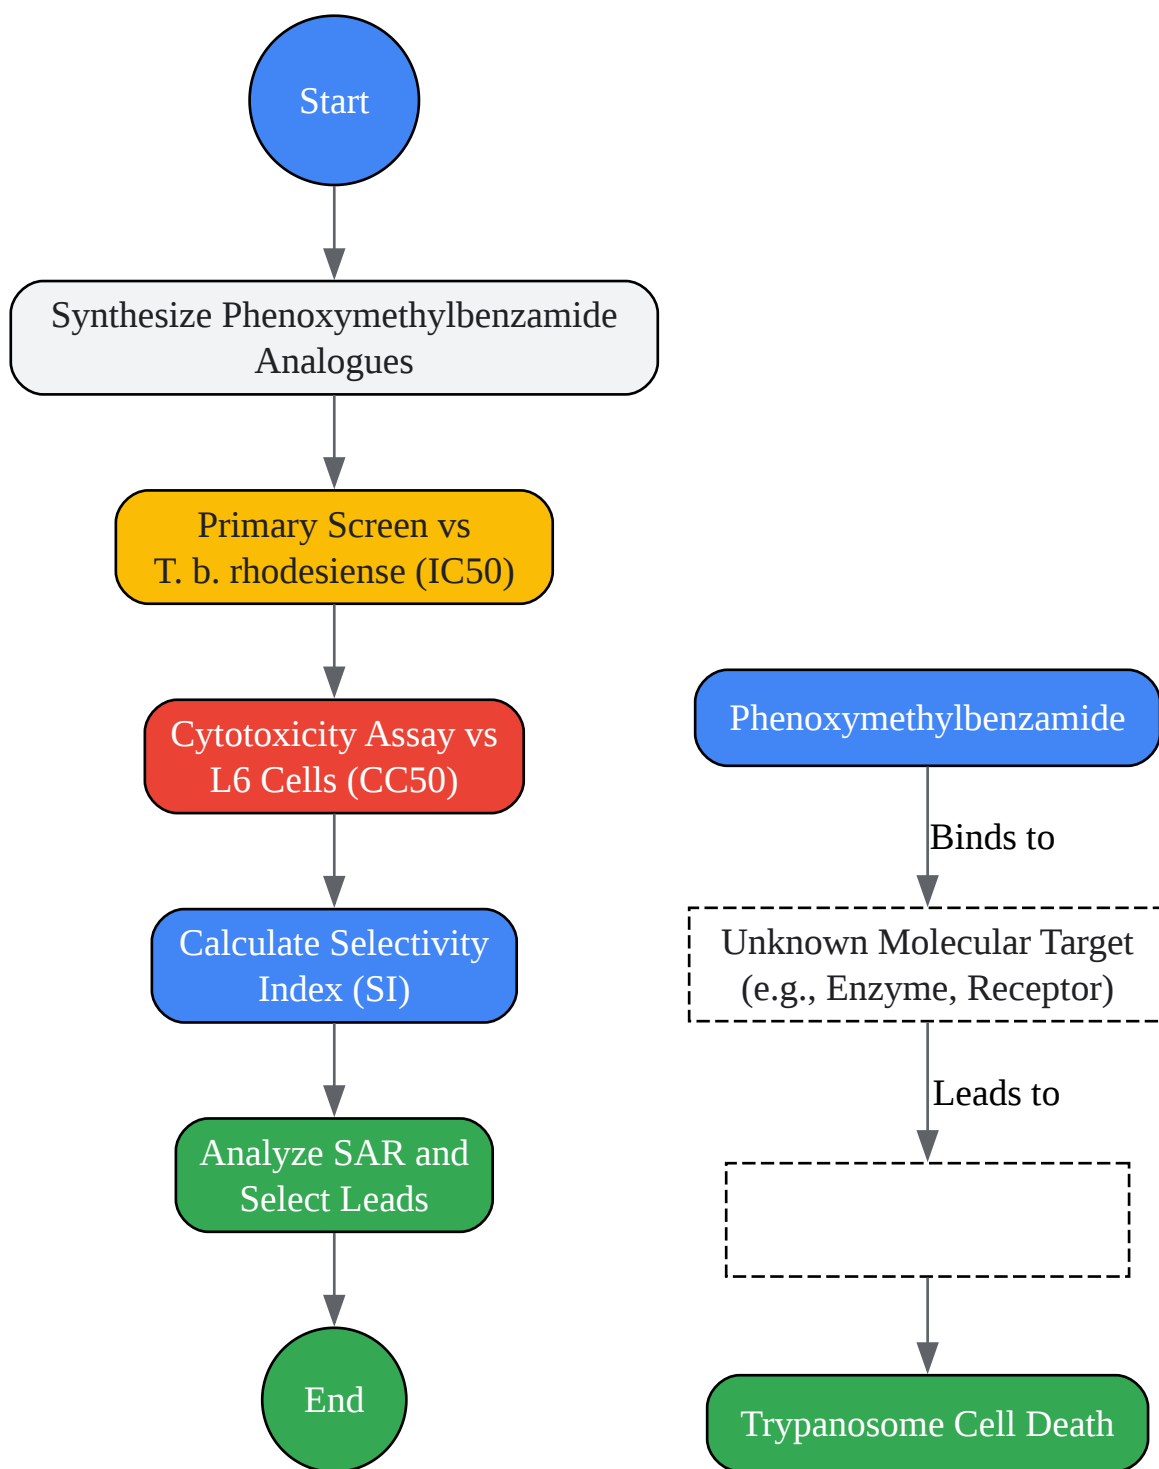 Start
Synthesize Phenoxymethylbenzamide
Analogues
Primary Screen vs
T. b. rhodesiense (IC50)
Cytotoxicity Assay vs
L6 Cells (CC50)
Calculate Selectivity
Index (SI)
Analyze SAR and
Select Leads
End
Phenoxymethylbenzamide
Binds to
Unknown Molecular Target
(e.g., Enzyme, Receptor)
Leads to
Trypanosome Cell Death